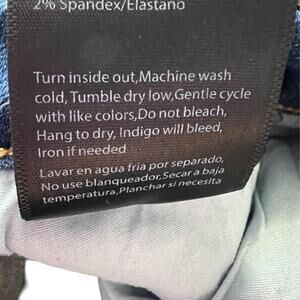 2% Spandex/Elastano
Turn inside out,Machine wash
cold, Tumble dry low,Gentle cycle
with like colors,Do not bleach,
Hang to dry, Indigo will bleed,
Iron if needed
Lavar en agua fria por separado,
No use blanqueador,Secar a baja
temperatura,Planchar si necesita